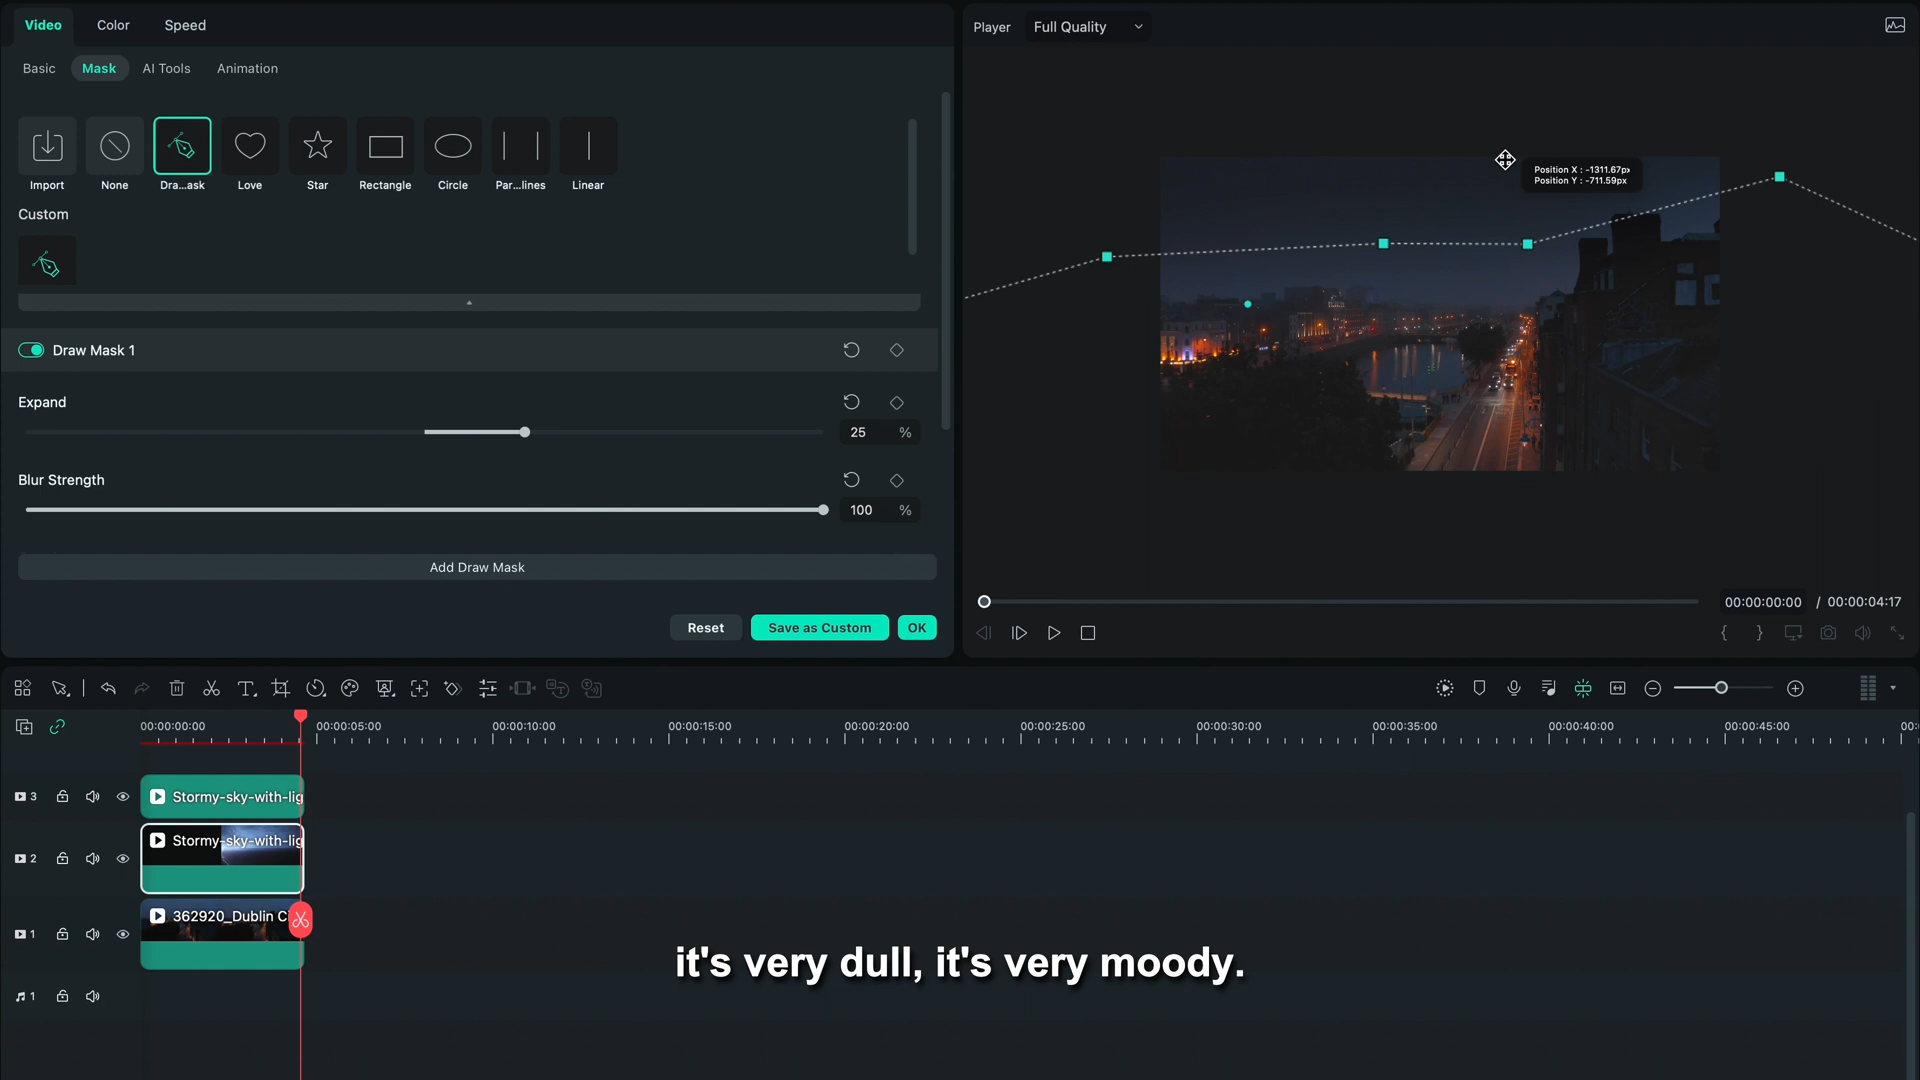 Video
Color
Speed
Player
Full Quality
Basic
Mask
AI Tools
Animation
Import
None
Dra...ask
Love
Star
Rectangle
Circle
Par...lines
Linear
Custom
Position X : -1311.67px
Position Y : -711.59px
Draw Mask 1
Expand
25 %
Blur Strength
100 %
Add Draw Mask
Reset
Save as Custom
OK
00:00:00:00 / 00:00:04:17
00:00:00:00
00:00:05:00
00:00:10:00
00:00:15:00
00:00:20:00
00:00:25:00
00:00:30:00
00:00:35:00
00:00:40:00
00:00:45:00
00:
3
Stormy-sky-with-lig
2
Stormy-sky-with-lig
1
362920_Dublin Ci
it's very dull, it's very moody.
1